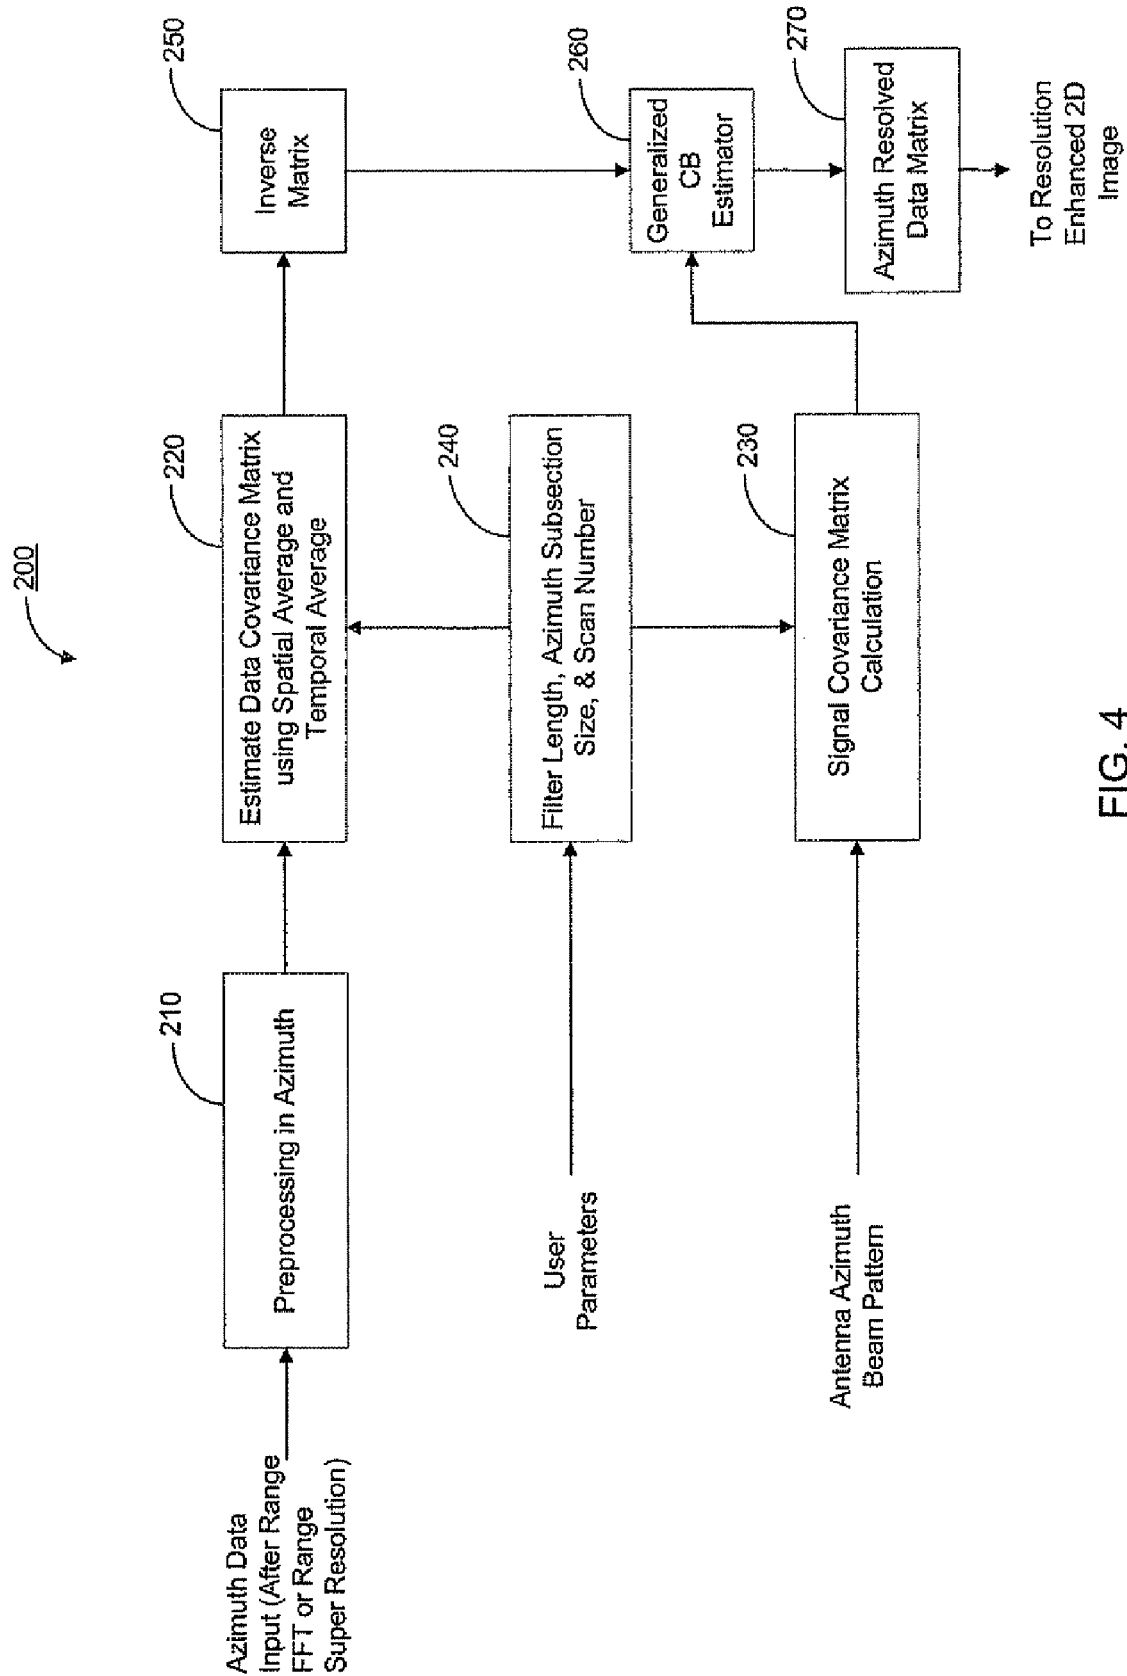 200
Azimuth Data
Input (After Range
FFT or Range
Super Resolution)
210
Preprocessing in Azimuth
220
Estimate Data Covariance Matrix
using Spatial Average and
Temporal Average
250
Inverse
Matrix
User
Parameters
240
Filter Length, Azimuth Subsection
Size, & Scan Number
260
Generalized
CB
Estimator
Antenna Azimuth
Beam Pattern
230
Signal Covariance Matrix
Calculation
270
Azimuth Resolved
Data Matrix
To Resolution
Enhanced 2D
Image
FIG. 4